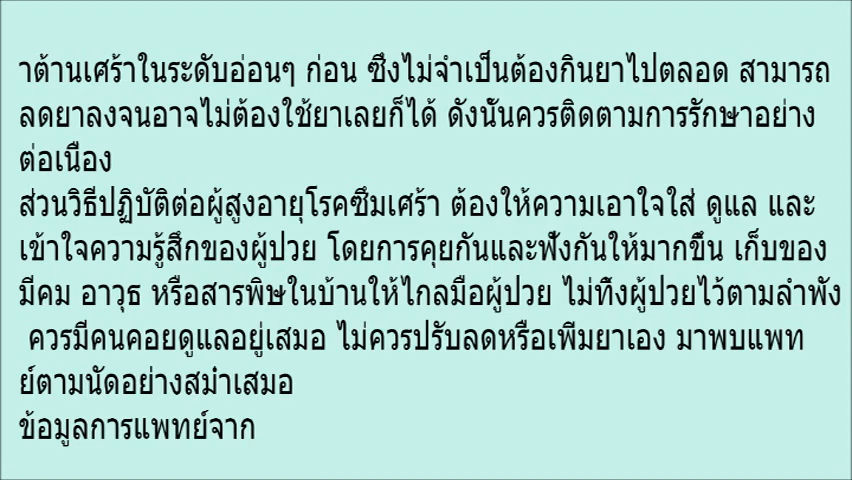 าต้านเศร้าในระดับอ่อนๆ ก่อน ซึ่งไม่จำเป็นต้องกินยาไปตลอด สามารถ
ลดยาลงจนอาจไม่ต้องใช้ยาเลยก็ได้ ดังนั้นควรติดตามการรักษาอย่าง
ต่อเนื่อง
ส่วนวิธีปฏิบัติต่อผู้สูงอายุโรคซึมเศร้า ต้องให้ความเอาใจใส่ ดูแล และ
เข้าใจความรู้สึกของผู้ป่วย โดยการคุยกันและฟังกันให้มากขึ้น เก็บของ
มีคม อาวุธ หรือสารพิษในบ้านให้ไกลมือผู้ป่วย ไม่ทิ้งผู้ป่วยไว้ตามลำพัง
ควรมีคนคอยดูแลอยู่เสมอ ไม่ควรปรับลดหรือเพิ่มยาเอง มาพบแพท
ย์ตามนัดอย่างสม่ำเสมอ
ข้อมูลการแพทย์จาก